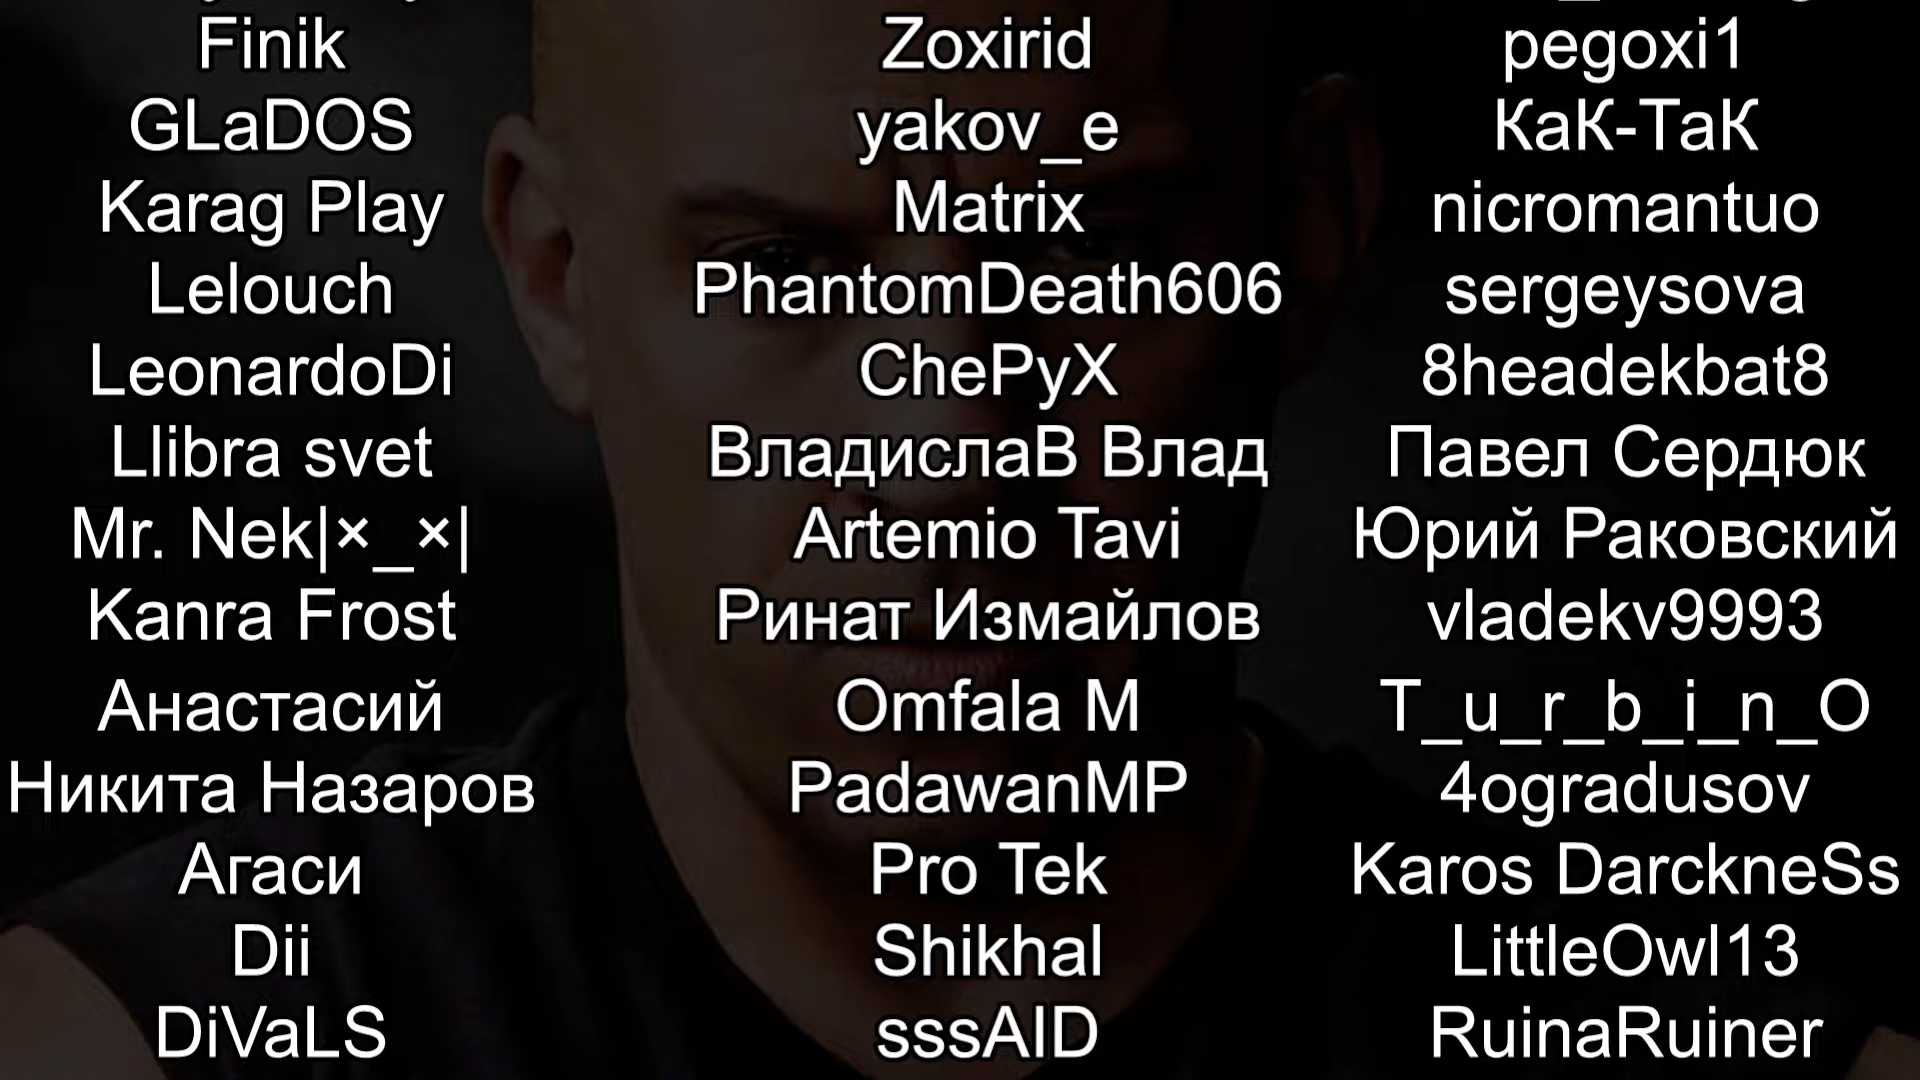 Finik
GLaDOS
Karag Play
Lelouch
LeonardoDi
Llibra svet
Mr. Nek|×_×|
Kanra Frost
Анастасий
Никита Назаров
Агаси
Dii
DiVaLS
Zoxirid
yakov_e
Matrix
PhantomDeath606
ChePyX
ВладислаВ Влад
Artemio Tavi
Ринат Измайлов
Omfala M
PadawanMP
Pro Tek
Shikhal
sssAID
pegoxi1
КаК-ТаК
nicromantuo
sergeysova
8headekbat8
Павел Сердюк
Юрий Раковский
vladekv9993
T_u_r_b_i_n_O
4ogradusov
Karos DarckneSs
LittleOwl13
RuinaRuiner